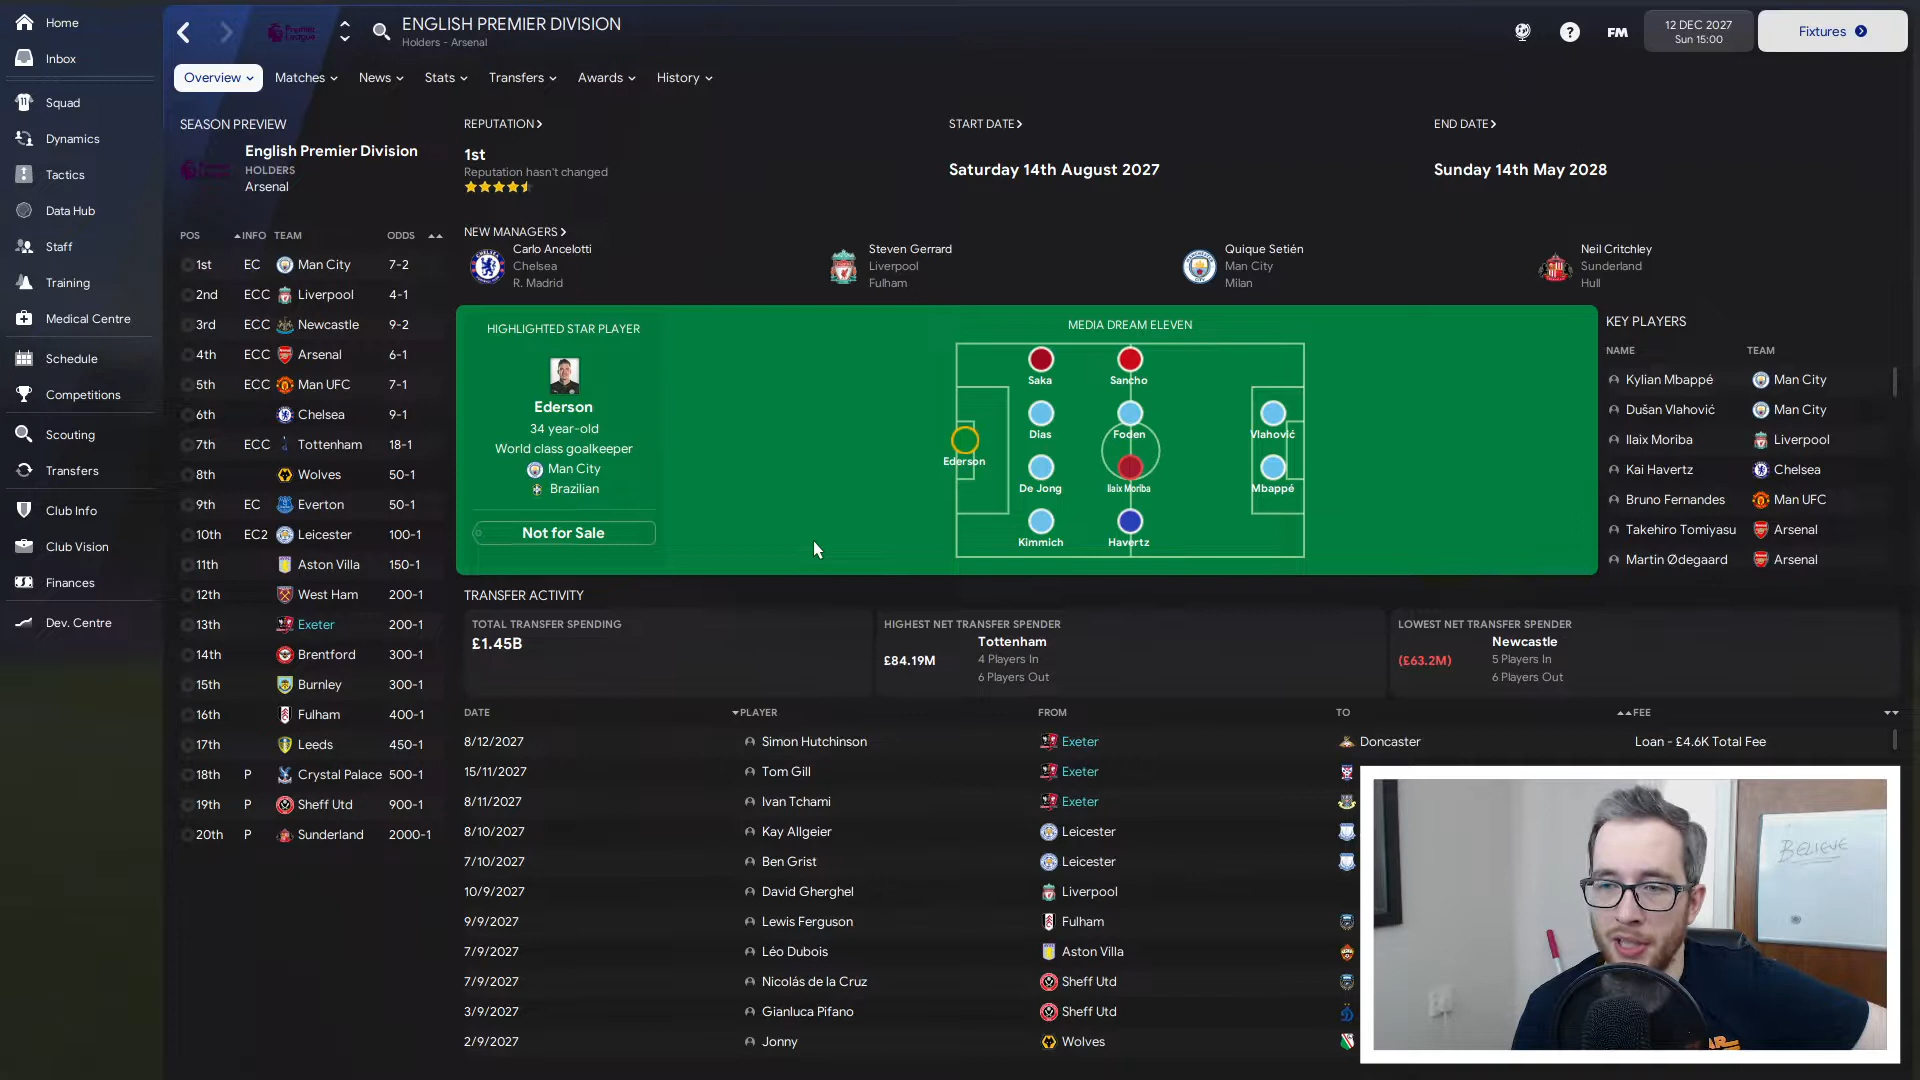 Home
Inbox
Squad
Dynamics
Tactics
Data Hub
Staff
Training
Medical Centre
Schedule
Competitions
Scouting
Transfers
Club Info
Club Vision
Finances
Dev. Centre
ENGLISH PREMIER DIVISION
Holders - Arsenal
FM
12 DEC 2027
Sun 15:00
Fixtures
Overview Matches News Stats Transfers Awards History
SEASON PREVIEW
English Premier Division
HOLDERS
Arsenal
REPUTATION
1st
Reputation hasn't changed
START DATE
Saturday 14th August 2027
END DATE
Sunday 14th May 2028
POS INFO TEAM ODDS
1st EC Man City 7-2
2nd ECC Liverpool 4-1
3rd ECC Newcastle 9-2
4th ECC Arsenal 6-1
5th ECC Man UFC 7-1
6th Chelsea 9-1
7th ECC Tottenham 18-1
8th Wolves 50-1
9th EC Everton 50-1
10th EC2 Leicester 100-1
11th Aston Villa 150-1
12th West Ham 200-1
13th Exeter 200-1
14th Brentford 300-1
15th Burnley 300-1
16th Fulham 400-1
17th Leeds 450-1
18th P Crystal Palace 500-1
19th P Sheff Utd 900-1
20th P Sunderland 2000-1
NEW MANAGERS
Carlo Ancelotti
Chelsea
R. Madrid
Steven Gerrard
Liverpool
Fulham
Quique Setién
Man City
Milan
Neil Critchley
Sunderland
Hull
HIGHLIGHTED STAR PLAYER
Ederson
34 year-old
World class goalkeeper
Man City
Brazilian
Not for Sale
MEDIA DREAM ELEVEN
Saka Sancho
Dias Foden Vlahović
Ederson
De Jong Ilaix Moriba Mbappé
Kimmich Havertz
KEY PLAYERS
NAME TEAM
Kylian Mbappé Man City
Dušan Vlahović Man City
Ilaix Moriba Liverpool
Kai Havertz Chelsea
Bruno Fernandes Man UFC
Takehiro Tomiyasu Arsenal
Martin Ødegaard Arsenal
TRANSFER ACTIVITY
TOTAL TRANSFER SPENDING
£1.45B
HIGHEST NET TRANSFER SPENDER
£84.19M
Tottenham
4 Players In
6 Players Out
LOWEST NET TRANSFER SPENDER
(£63.2M)
Newcastle
5 Players In
6 Players Out
DATE PLAYER FROM TO FEE
8/12/2027 Simon Hutchinson Exeter Doncaster Loan - £4.6K Total Fee
15/11/2027 Tom Gill Exeter
8/11/2027 Ivan Tchami Exeter
8/10/2027 Kay Allgeier Leicester
7/10/2027 Ben Grist Leicester
10/9/2027 David Gherghel Liverpool
9/9/2027 Lewis Ferguson Fulham
7/9/2027 Léo Dubois Aston Villa
7/9/2027 Nicolás de la Cruz Sheff Utd
3/9/2027 Gianluca Pifano Sheff Utd
2/9/2027 Jonny Wolves
BELIEVE